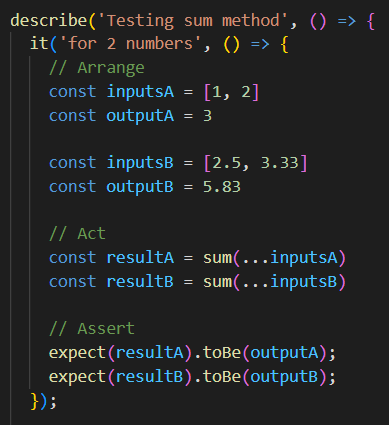 describe('Testing sum method', () => {
  it('for 2 numbers', () => {
    // Arrange
    const inputsA = [1, 2]
    const outputA = 3

    const inputsB = [2.5, 3.33]
    const outputB = 5.83

    // Act
    const resultA = sum(...inputsA)
    const resultB = sum(...inputsB)

    // Assert
    expect(resultA).toBe(outputA);
    expect(resultB).toBe(outputB);
  });